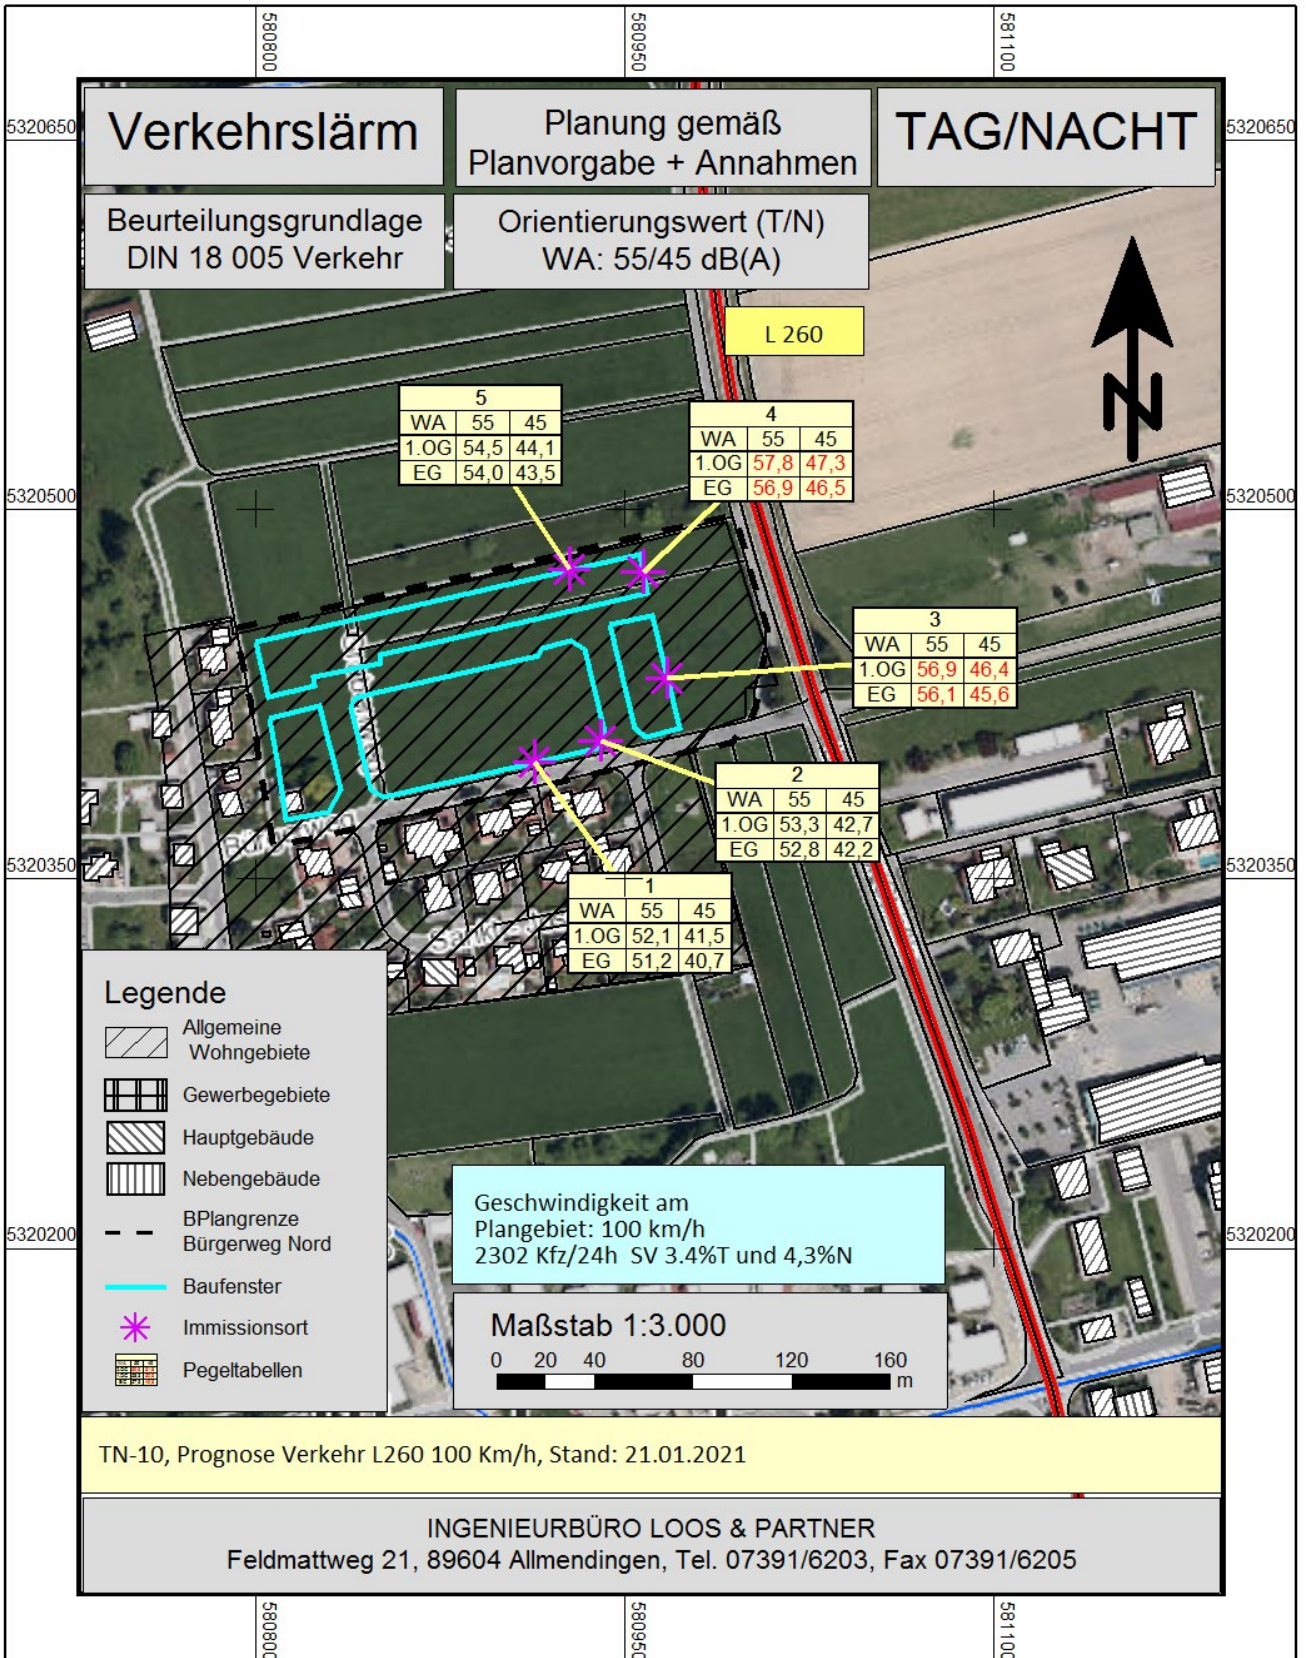 580800
580950
581100
5320650
5320650
Verkehrslärm
Planung gemäß
Planvorgabe + Annahmen
TAG/NACHT
Beurteilungsgrundlage
DIN 18 005 Verkehr
Orientierungswert (T/N)
WA: 55/45 dB(A)
L 260
N
5
WA 55 45
1.OG 54,5 44,1
EG 54,0 43,5
4
WA 55 45
1.OG 57,8 47,3
EG 56,9 46,5
5320500
5320500
3
WA 55 45
1.OG 56,9 46,4
EG 56,1 45,6
2
WA 55 45
1.OG 53,3 42,7
EG 52,8 42,2
5320350
5320350
1
WA 55 45
1.OG 52,1 41,5
EG 51,2 40,7
Legende
Allgemeine
Wohngebiete
Gewerbegebiete
Hauptgebäude
Nebengebäude
BPlangrenze
Bürgerweg Nord
Baufenster
Immissionsort
Pegeltabellen
5320200
5320200
Geschwindigkeit am
Plangebiet: 100 km/h
2302 Kfz/24h SV 3.4%T und 4,3%N
Maßstab 1:3.000
0 20 40 80 120 160
m
TN-10, Prognose Verkehr L260 100 Km/h, Stand: 21.01.2021
INGENIEURBÜRO LOOS & PARTNER
Feldmattweg 21, 89604 Allmendingen, Tel. 07391/6203, Fax 07391/6205
580800
580950
581100